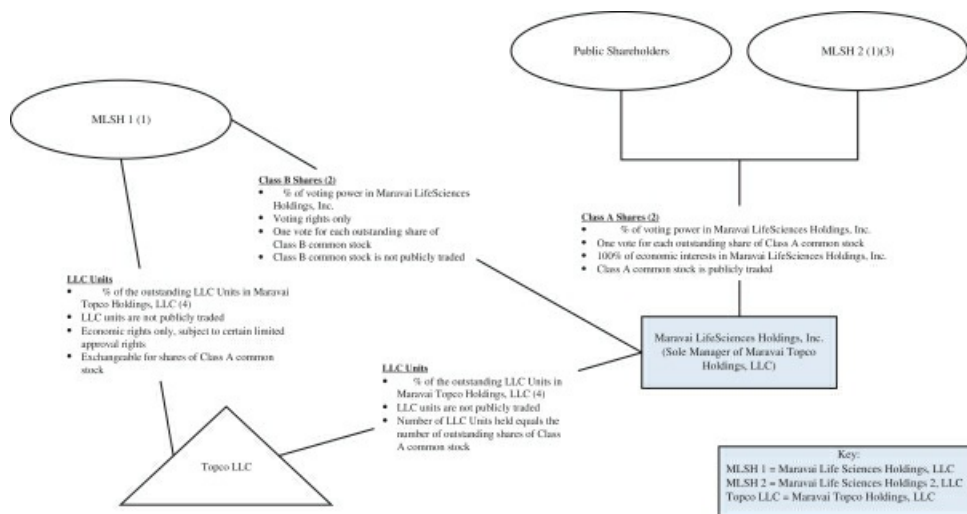 Public Shareholders
MLSH 2 (1)(3)
MLSH 1 (1)
Class B Shares (2)
• % of voting power in Maravai LifeSciences
Holdings, Inc.
• Voting rights only
• One vote for each outstanding share of
Class B common stock
• Class B common stock is not publicly traded
Class A Shares (2)
• % of voting power in Maravai LifeSciences Holdings, Inc.
• One vote for each outstanding share of Class A common stock
• 100% of economic interests in Maravai LifeSciences Holdings, Inc.
• Class A common stock is publicly traded
LLC Units
• % of the outstanding LLC Units in Maravai
Topco Holdings, LLC (4)
• LLC units are not publicly traded
• Economic rights only, subject to certain limited
approval rights
• Exchangeable for shares of Class A common
stock
Maravai LifeSciences Holdings, Inc.
(Sole Manager of Maravai Topco
Holdings, LLC)
LLC Units
• % of the outstanding LLC Units in
Maravai Topco Holdings, LLC (4)
• LLC units are not publicly traded
• Number of LLC Units held equals the
number of outstanding shares of Class
A common stock
Topco LLC
Key:
MLSH 1 = Maravai Life Sciences Holdings, LLC
MLSH 2 = Maravai Life Sciences Holdings 2, LLC
Topco LLC = Maravai Topco Holdings, LLC